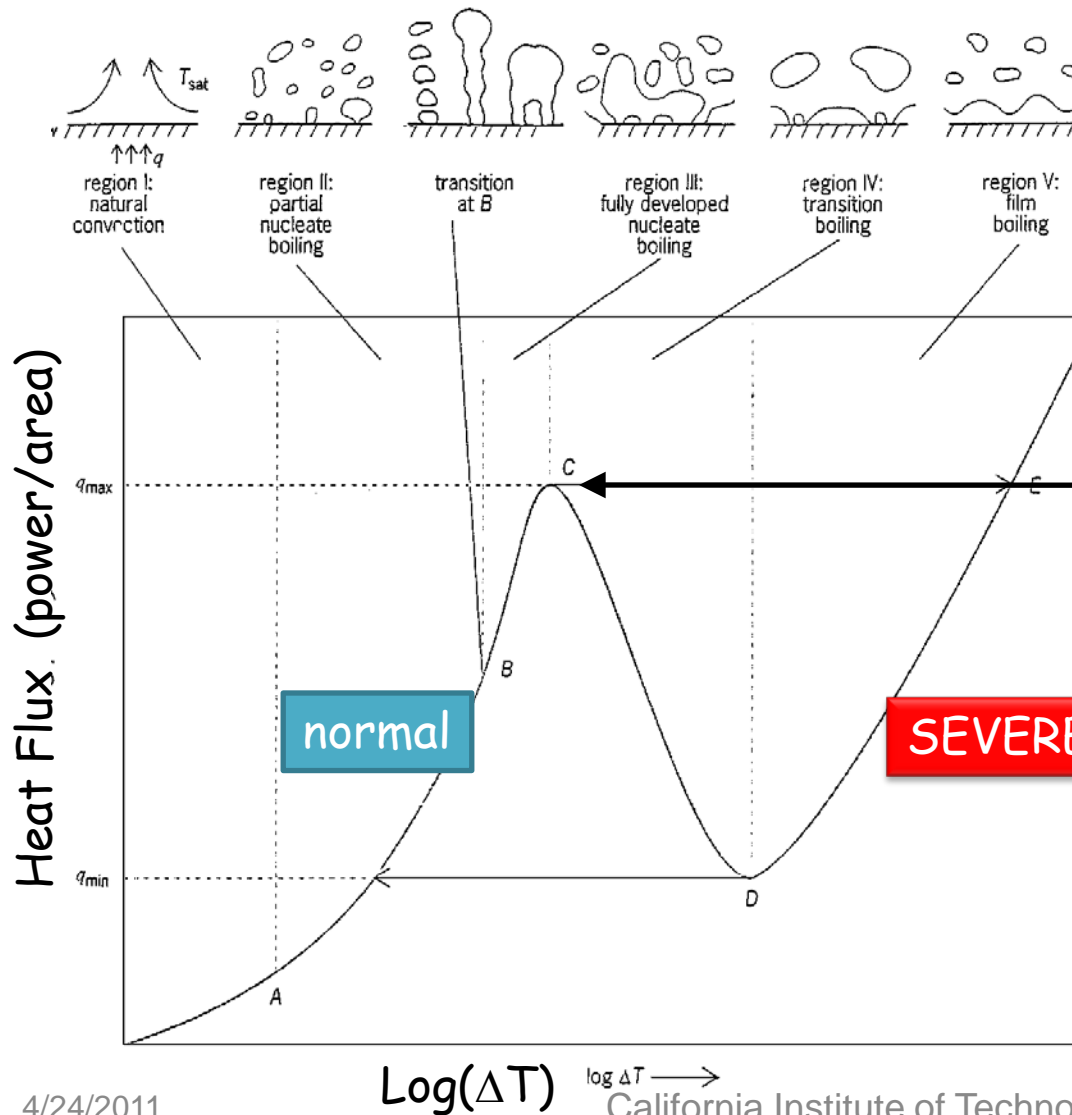 T_sat
q
region I:
natural
convection
region II:
partial
nucleate
boiling
transition
at B
region III:
fully developed
nucleate
boiling
region IV:
transition
boiling
region V:
film
boiling
Heat Flux. (power/area)
q_max
C
E
B
normal
SEVERE
q_min
D
A
Log(ΔT)
log ΔT
4/24/2011
California Institute of Techno